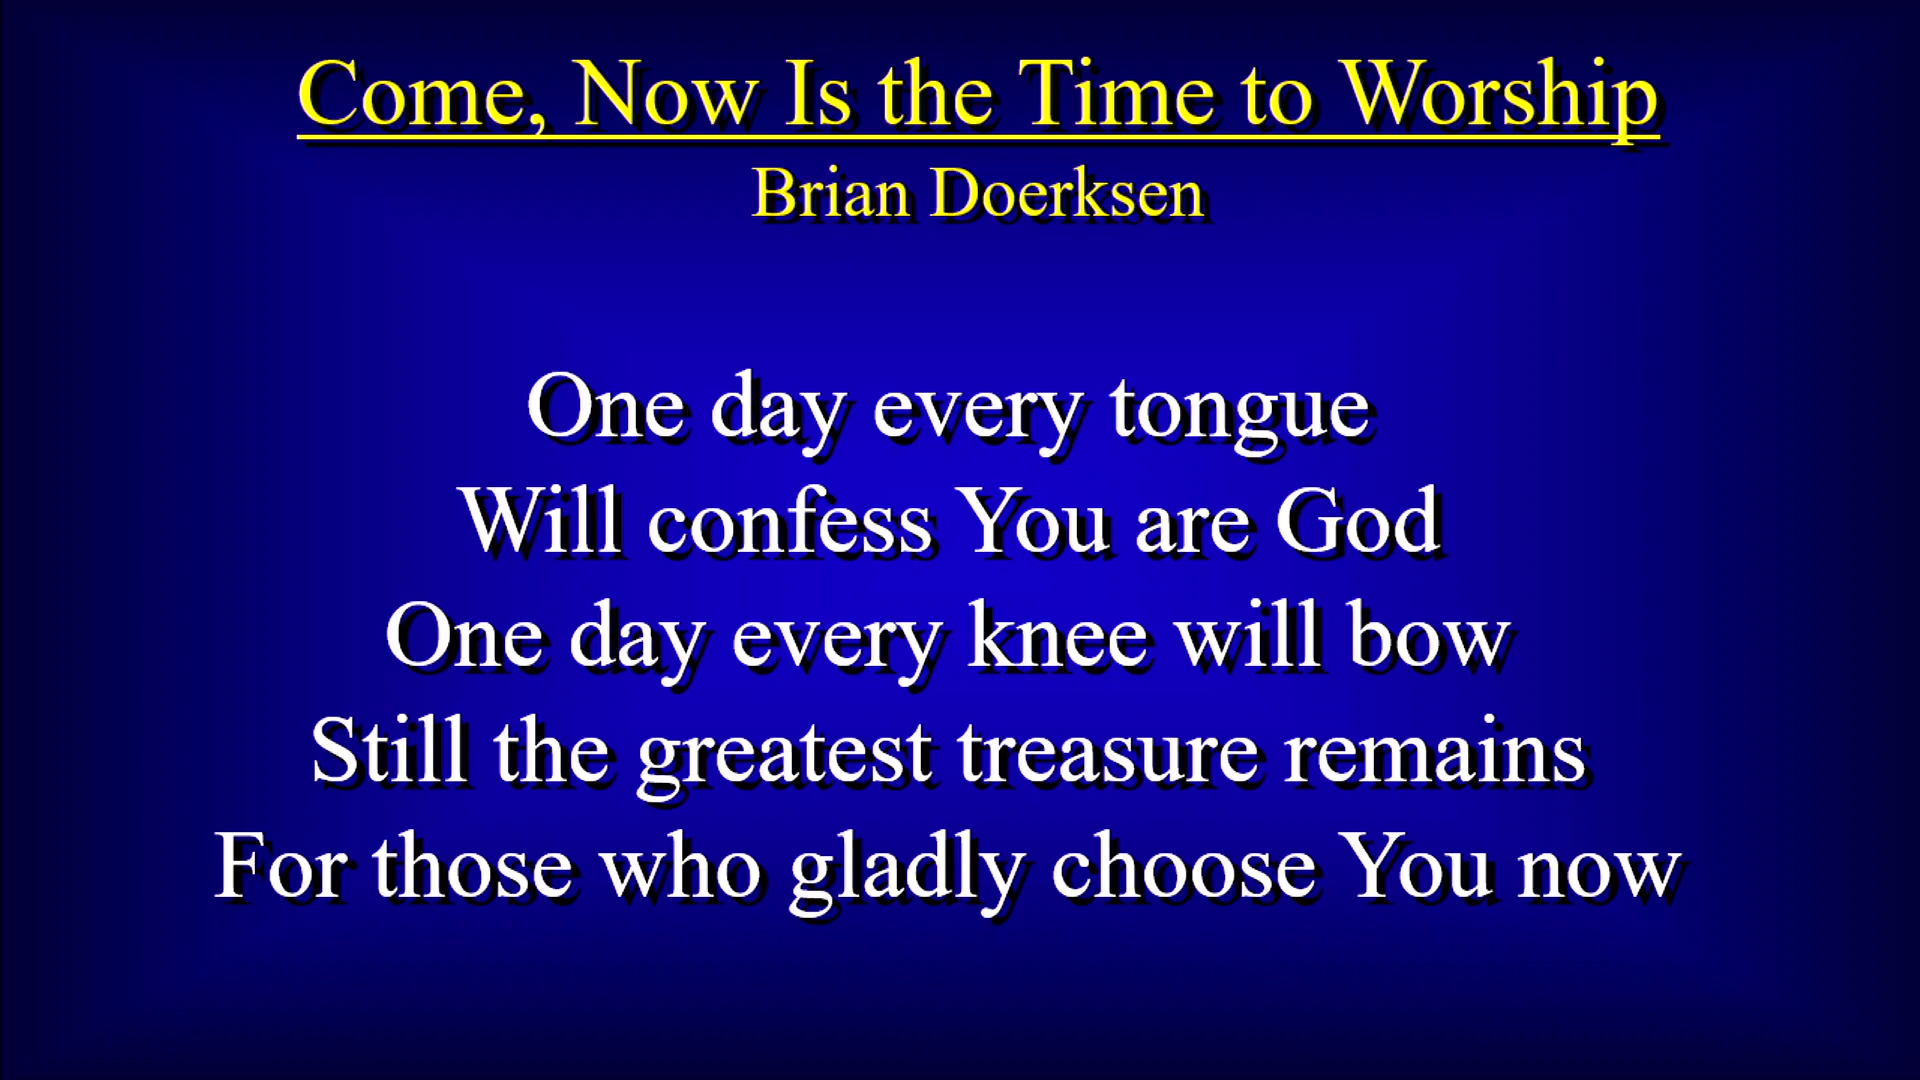 Come, Now Is the Time to Worship
Brian Doerksen
One day every tongue
Will confess You are God
One day every knee will bow
Still the greatest treasure remains
For those who gladly choose You now